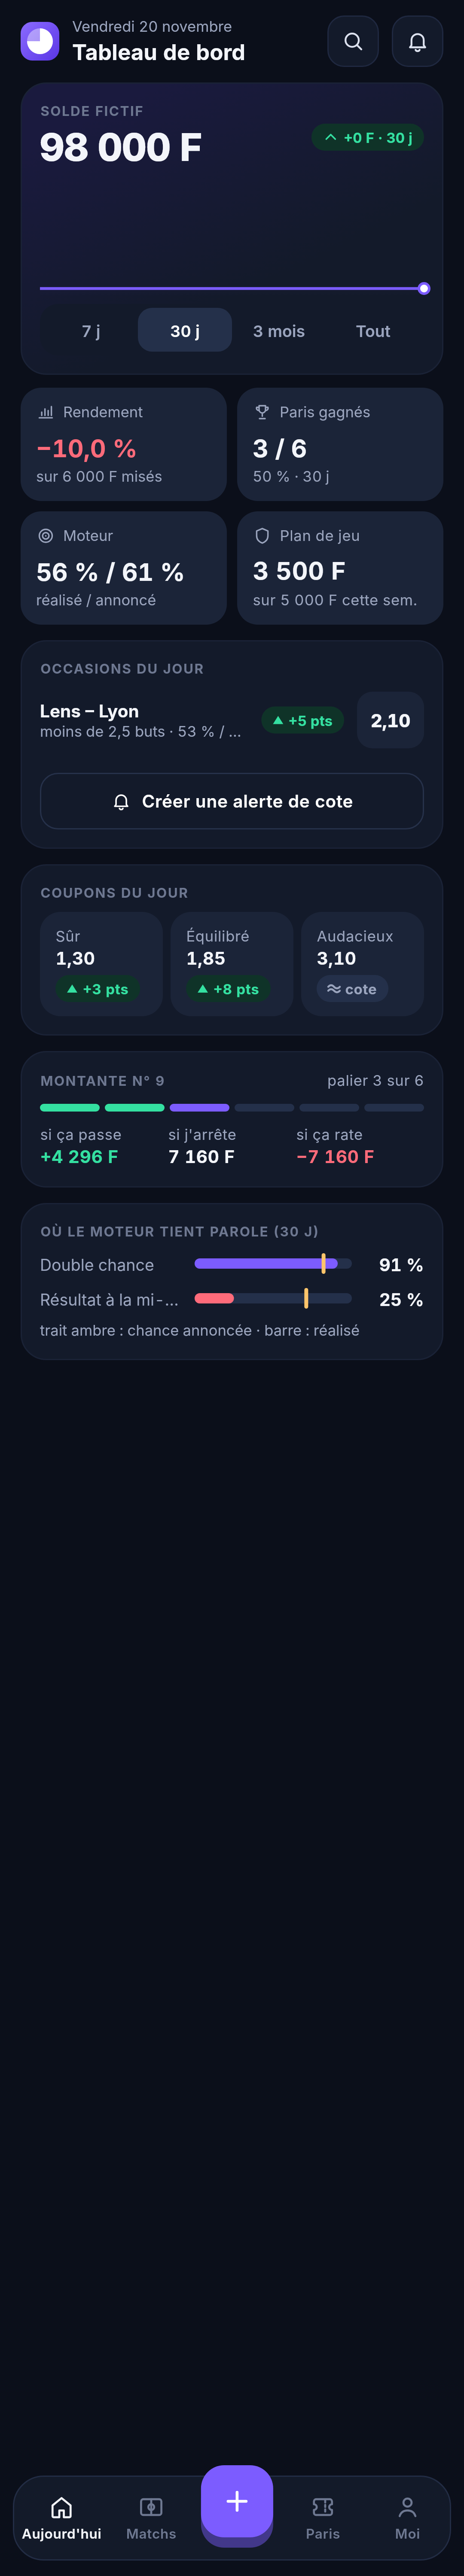 Vendredi 20 novembre
Tableau de bord
SOLDE FICTIF
98 000 F
+0 F · 30 j
7 j
30 j
3 mois
Tout
Rendement
−10,0 %
sur 6 000 F misés
Paris gagnés
3 / 6
50 % · 30 j
Moteur
56 % / 61 %
réalisé / annoncé
Plan de jeu
3 500 F
sur 5 000 F cette sem.
OCCASIONS DU JOUR
Lens – Lyon
moins de 2,5 buts · 53 % / …
+5 pts
2,10
Créer une alerte de cote
COUPONS DU JOUR
Sûr
1,30
+3 pts
Équilibré
1,85
+8 pts
Audacieux
3,10
cote
MONTANTE N° 9
palier 3 sur 6
si ça passe
+4 296 F
si j'arrête
7 160 F
si ça rate
−7 160 F
OÙ LE MOTEUR TIENT PAROLE (30 J)
Double chance
91 %
Résultat à la mi-…
25 %
trait ambre : chance annoncée · barre : réalisé
Aujourd'hui
Matchs
Paris
Moi